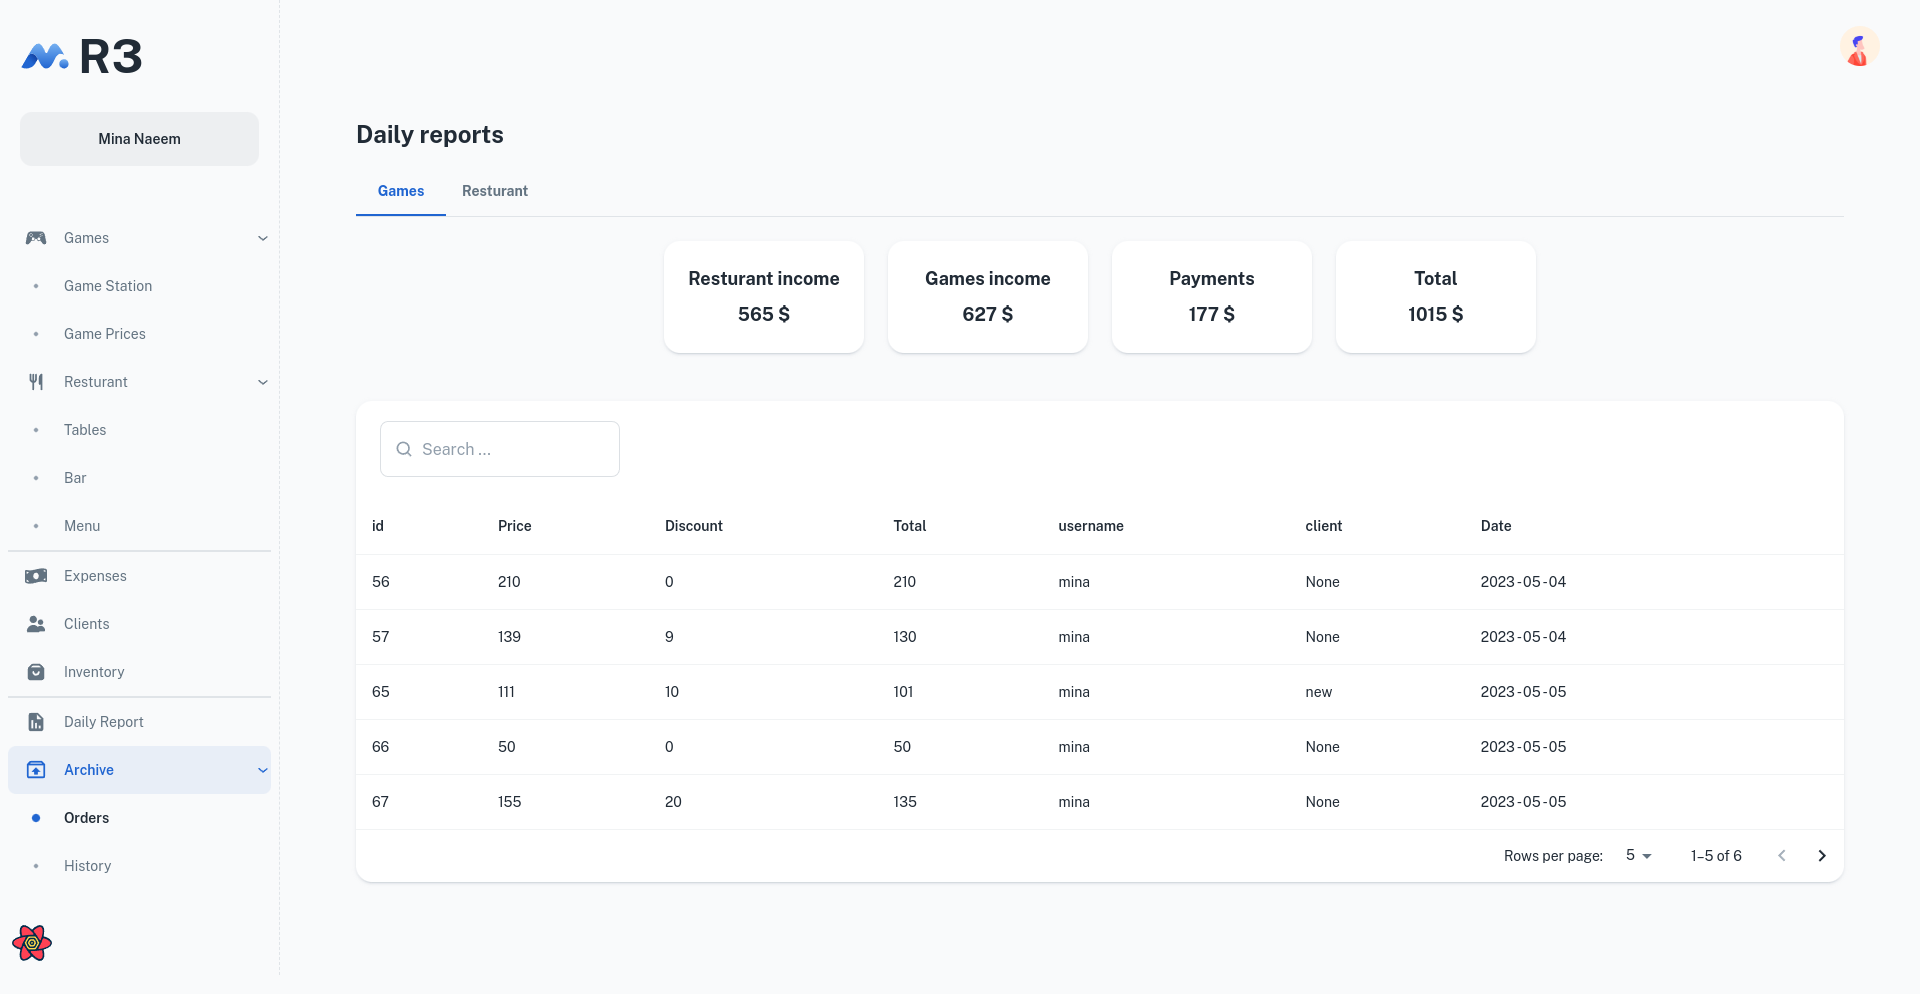 R3
Mina Naeem
Games
Game Station
Game Prices
Resturant
Tables
Bar
Menu
Expenses
Clients
Inventory
Daily Report
Archive
Orders
History
Daily reports
Games Resturant
Resturant income Games income Payments Total
565 $ 627 $ 177 $ 1015 $
Search ...
id Price Discount Total username client Date
56 210 0 210 mina None 2023-05-04
57 139 9 130 mina None 2023-05-04
65 111 10 101 mina new 2023-05-05
66 50 0 50 mina None 2023-05-05
67 155 20 135 mina None 2023-05-05
Rows per page: 5 1–5 of 6